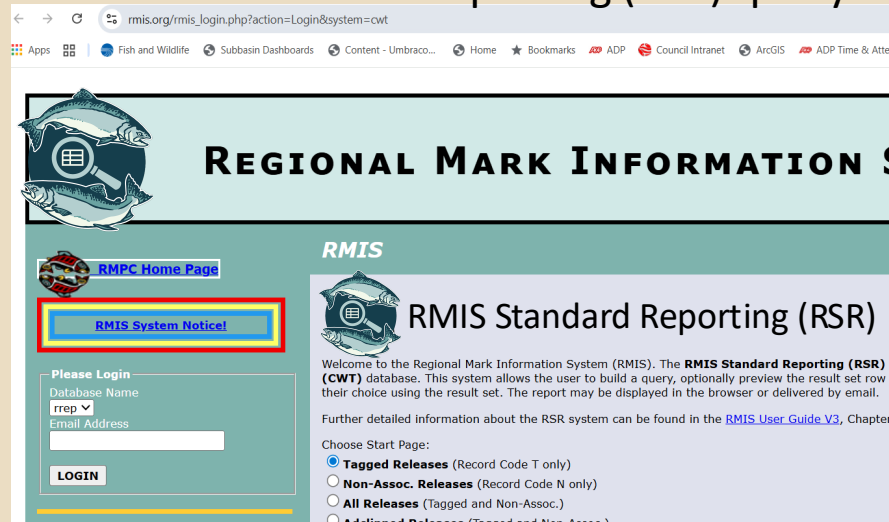 rmis.org/rmis_login.php?action=Login&system=cwt
Apps Fish and Wildlife Subbasin Dashboards Content - Umbraco... Home Bookmarks ADP Council Intranet ArcGIS ADP Time & Atte
REGIONAL MARK INFORMATION S
RMPC Home Page
RMIS System Notice!
Please Login
Database Name
rrep
Email Address
LOGIN
RMIS
RMIS Standard Reporting (RSR)
Welcome to the Regional Mark Information System (RMIS). The RMIS Standard Reporting (RSR)
(CWT) database. This system allows the user to build a query, optionally preview the result set row
their choice using the result set. The report may be displayed in the browser or delivered by email.
Further detailed information about the RSR system can be found in the RMIS User Guide V3, Chapter
Choose Start Page:
Tagged Releases (Record Code T only)
Non-Assoc. Releases (Record Code N only)
All Releases (Tagged and Non-Assoc.)